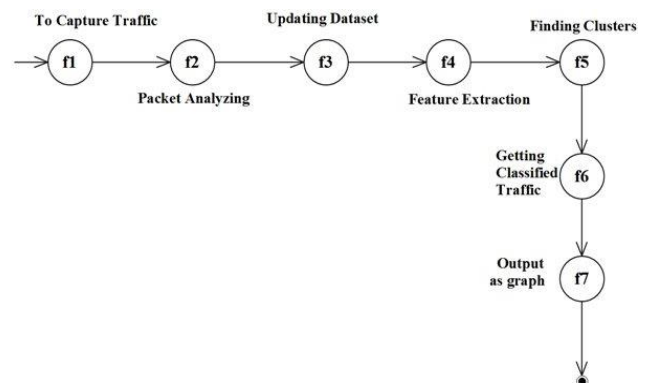 To Capture Traffic
Updating Dataset
Finding Clusters
f1
f2
f3
f4
f5
Packet Analyzing
Feature Extraction
Getting
Classified
Traffic
f6
Output
as graph
f7